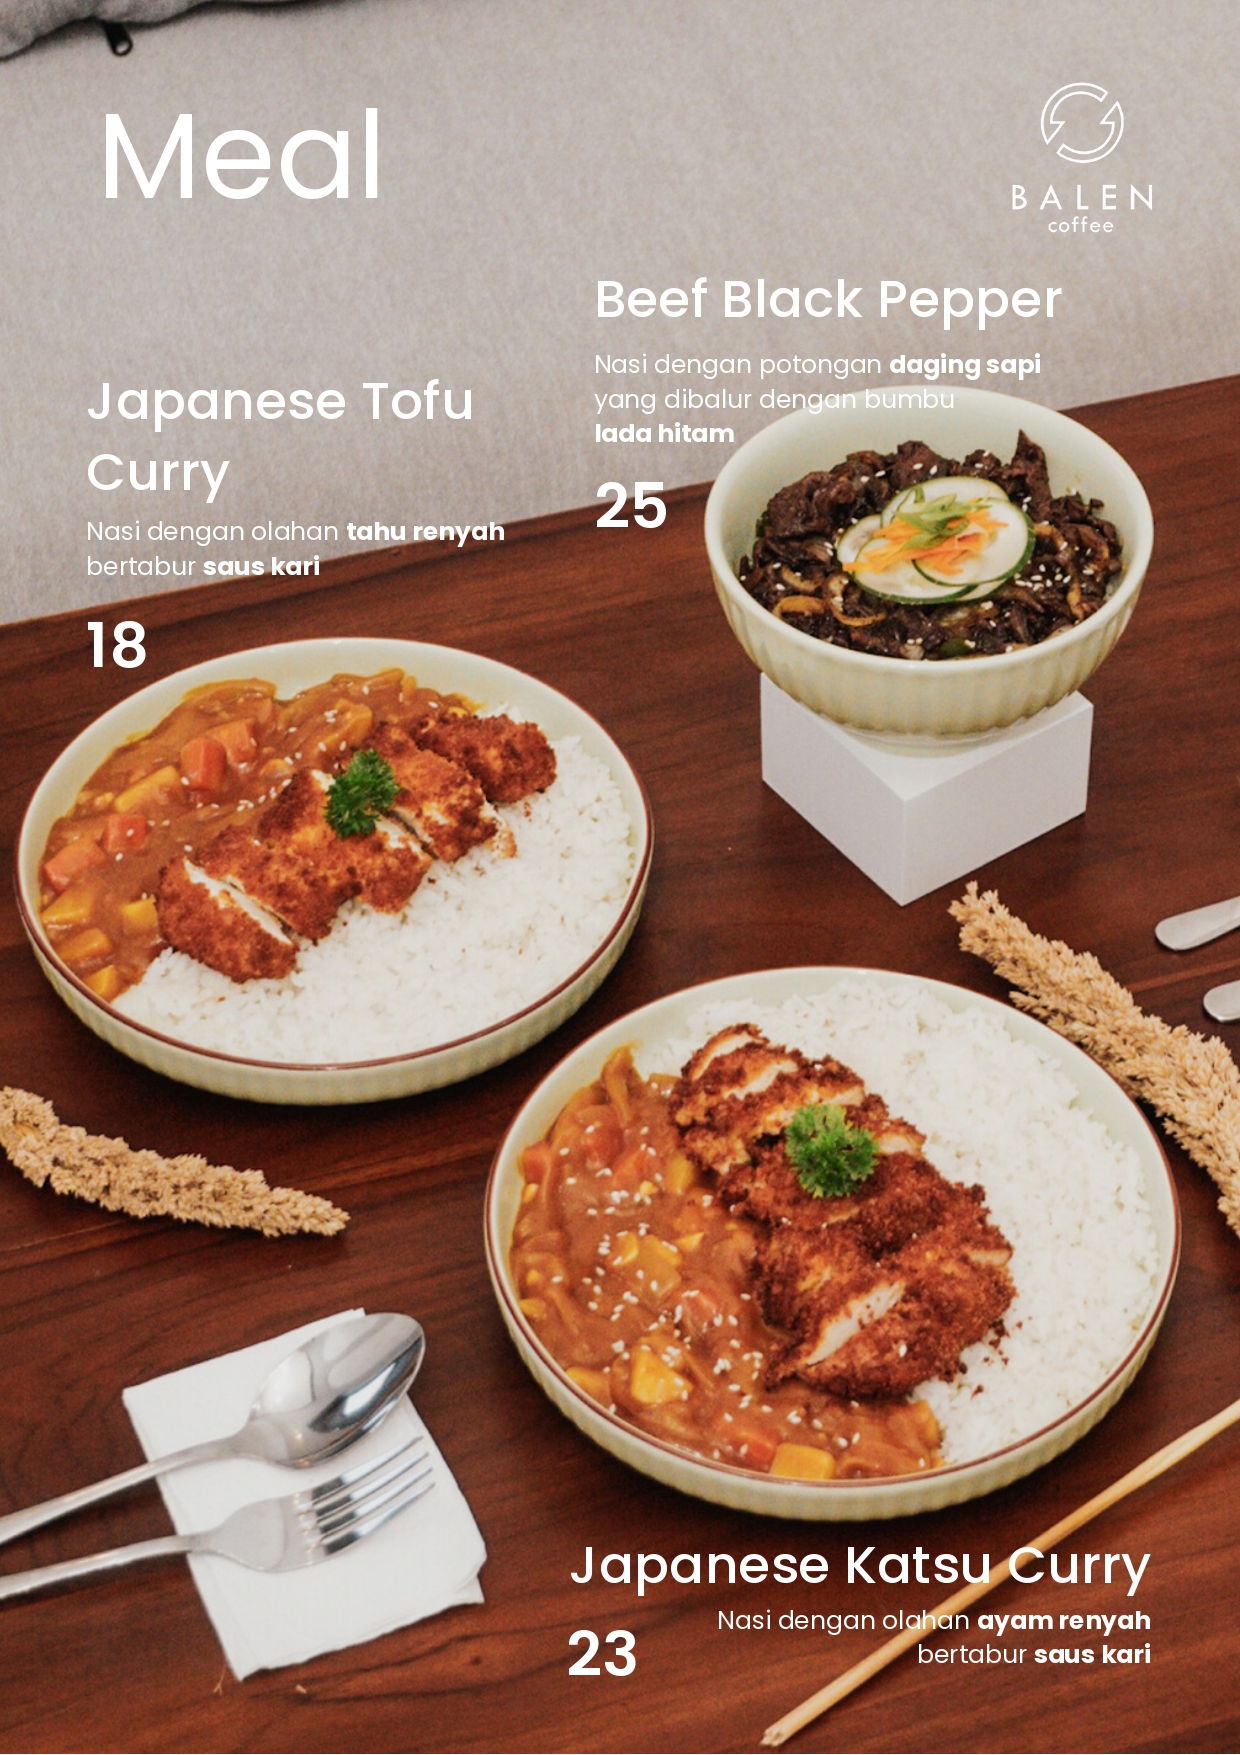 Meal
BALEN
coffee
Beef Black Pepper
Nasi dengan potongan daging sapi
yang dibalur dengan bumbu
lada hitam
25
Japanese Tofu
Curry
Nasi dengan olahan tahu renyah
bertabur saus kari
18
Japanese Katsu Curry
Nasi dengan olahan ayam renyah
bertabur saus kari
23